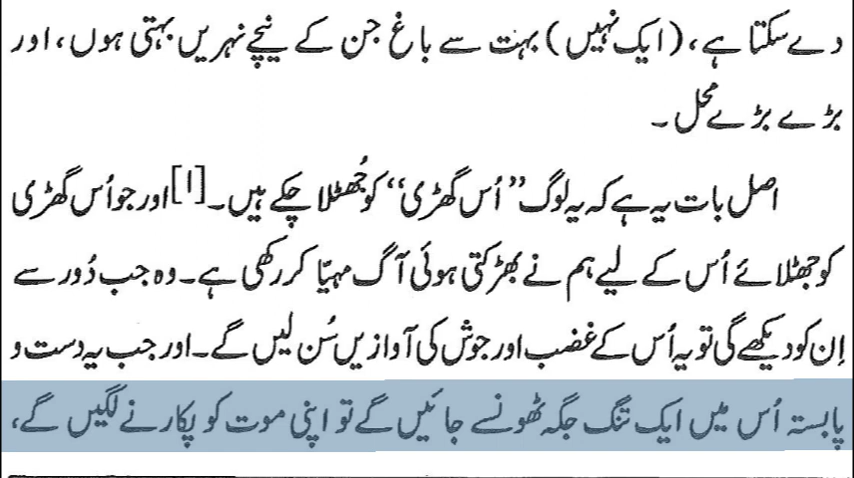 دے سکتا ہے، (ایک نہیں) بہت سے باغ جن کے نیچے نہریں بہتی ہوں، اور
بڑے بڑے محل۔
اصل بات یہ ہے کہ یہ لوگ ”اُس گھڑی“ کو جُھٹلا چکے ہیں۔[۱] اور جو اُس گھڑی
کو جھٹلائے اُس کے لیے ہم نے بھڑکتی ہوئی آگ مہیّا کر رکھی ہے۔ وہ جب دُور سے
اِن کو دیکھے گی تو یہ اُس کے غضب اور جوش کی آوازیں سُن لیں گے۔ اور جب یہ دست و
پابستہ اُس میں ایک تنگ جگہ ٹھونسے جائیں گے تو اپنی موت کو پکارنے لگیں گے،